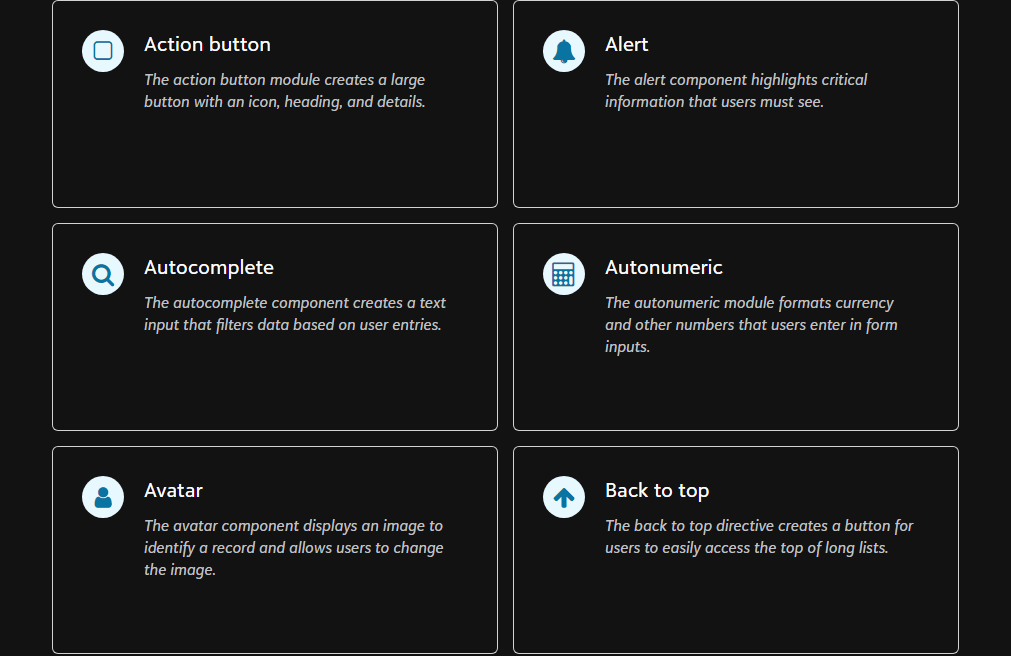 Action button
The action button module creates a large
button with an icon, heading, and details.
Alert
The alert component highlights critical
information that users must see.
Autocomplete
The autocomplete component creates a text
input that filters data based on user entries.
Autonumeric
The autonumeric module formats currency
and other numbers that users enter in form
inputs.
Avatar
The avatar component displays an image to
identify a record and allows users to change
the image.
Back to top
The back to top directive creates a button for
users to easily access the top of long lists.